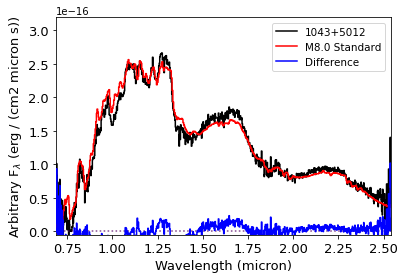 1e−16
1043+5012
M8.0 Standard
Difference
Arbitrary Fλ (erg / (cm2 micron s))
3.0
2.5
2.0
1.5
1.0
0.5
0.0
0.75 1.00 1.25 1.50 1.75 2.00 2.25 2.50
Wavelength (micron)